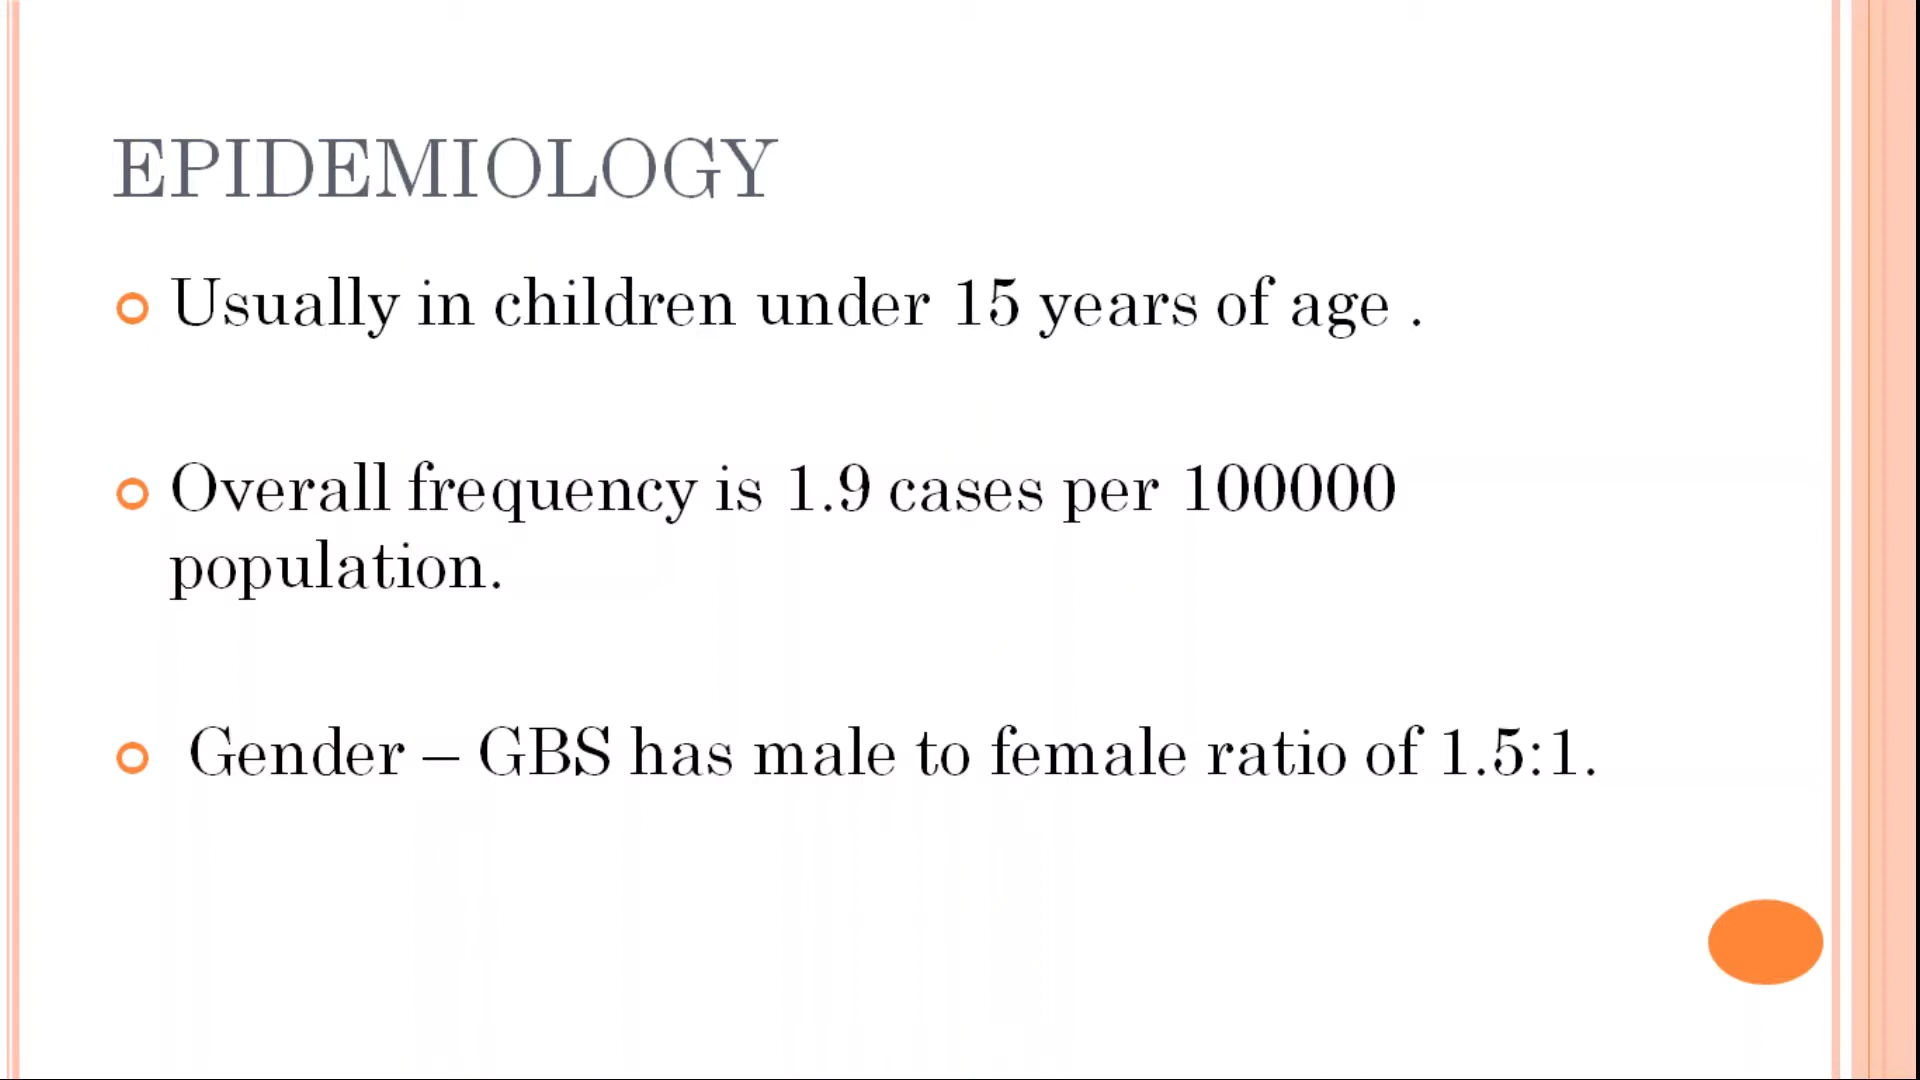 EPIDEMIOLOGY
Usually in children under 15 years of age .
Overall frequency is 1.9 cases per 100000
population.
Gender – GBS has male to female ratio of 1.5:1.